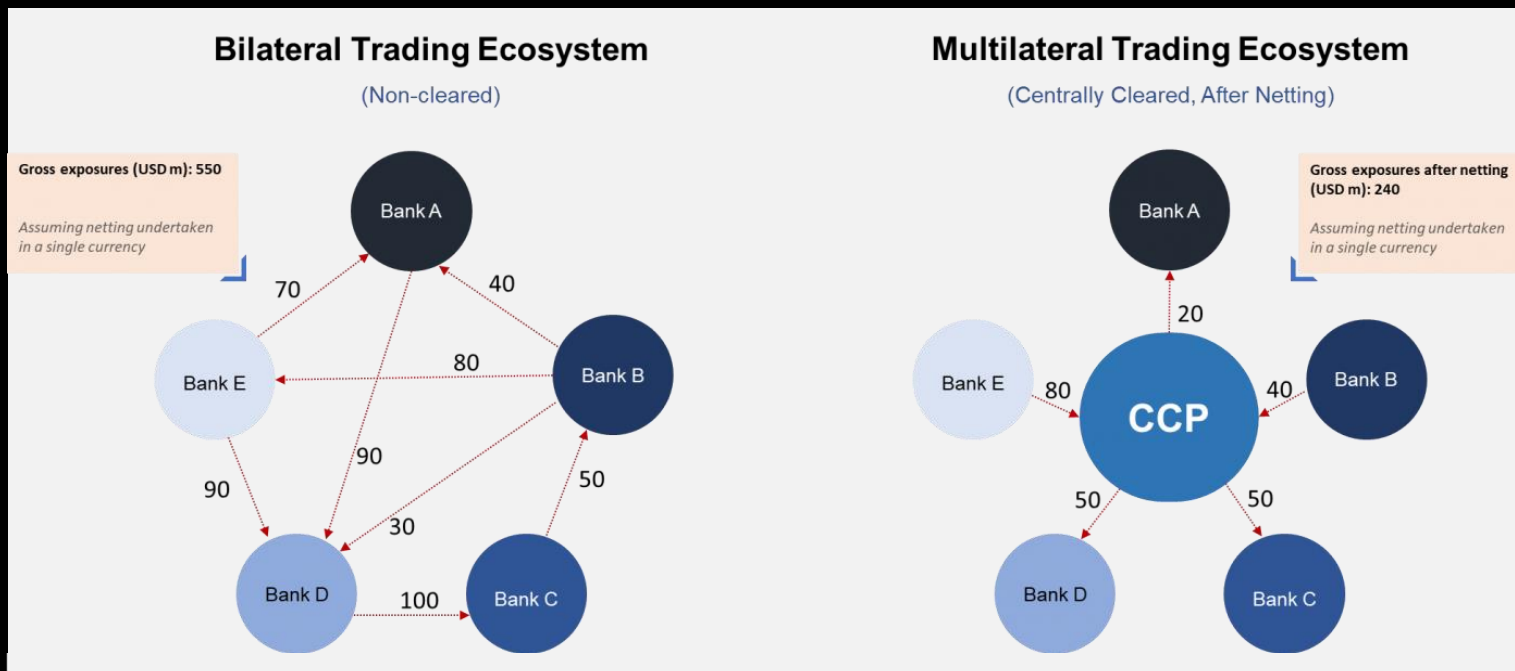 Bilateral Trading Ecosystem
(Non-cleared)
Gross exposures (USD m): 550
Assuming netting undertaken
in a single currency
Bank A
70
40
Bank E
80
Bank B
90
90
50
30
Bank D
100
Bank C
Multilateral Trading Ecosystem
(Centrally Cleared, After Netting)
Gross exposures after netting
(USD m): 240
Assuming netting undertaken
in a single currency
Bank A
20
Bank E
80
CCP
40
Bank B
50
50
Bank D
Bank C